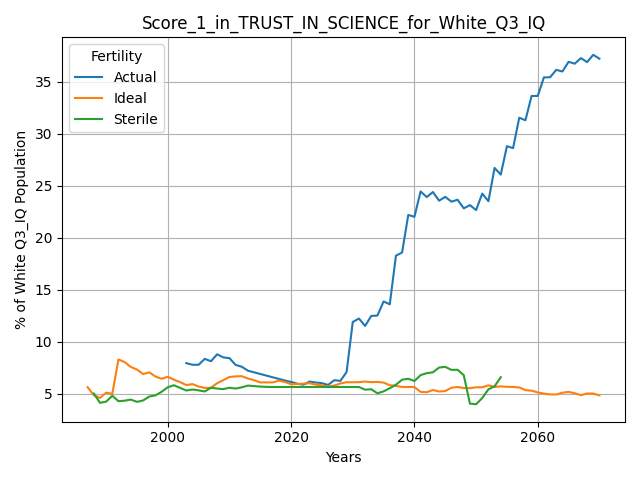 Score_1_in_TRUST_IN_SCIENCE_for_White_Q3_IQ
Fertility
Actual
Ideal
Sterile
% of White Q3_IQ Population
35
30
25
20
15
10
5
2000
2020
2040
2060
Years